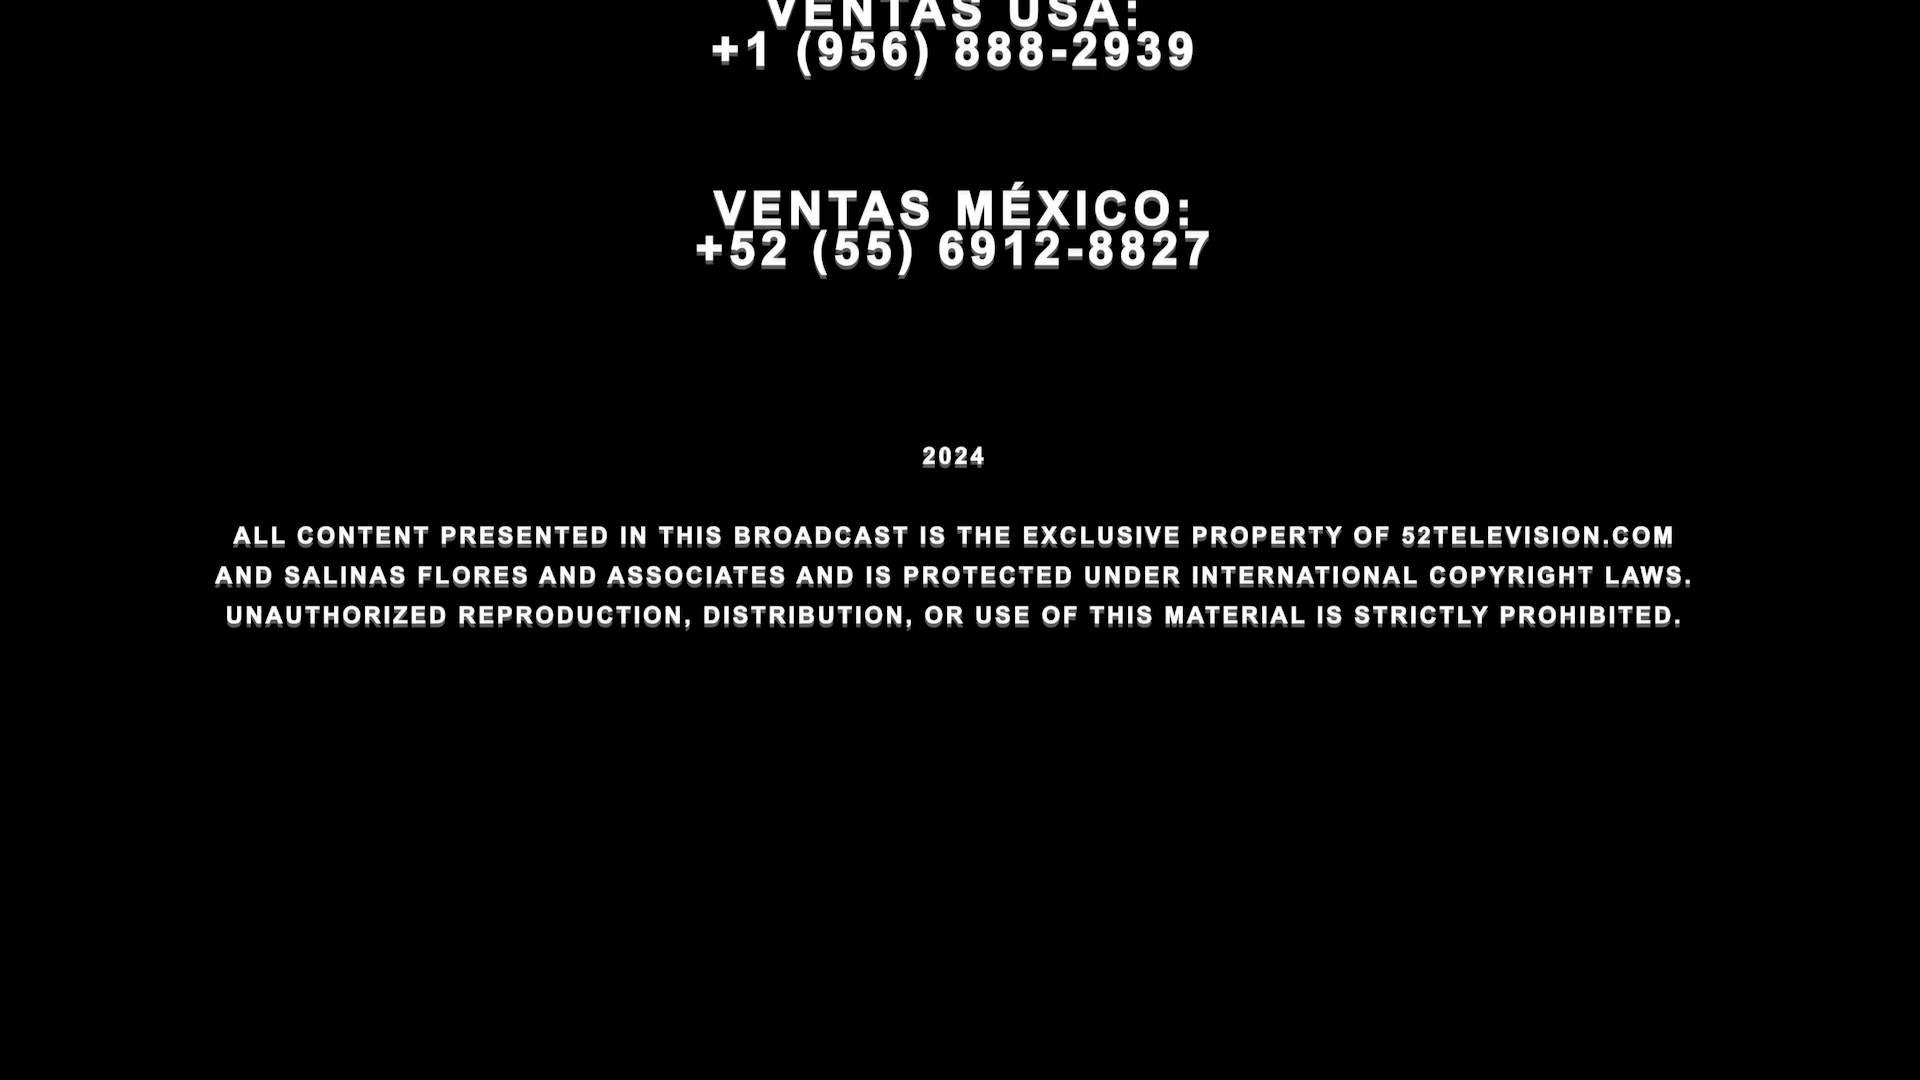 VENTAS USA:
+1 (956) 888-2939
VENTAS MÉXICO:
+52 (55) 6912-8827
2024
ALL CONTENT PRESENTED IN THIS BROADCAST IS THE EXCLUSIVE PROPERTY OF 52TELEVISION.COM
AND SALINAS FLORES AND ASSOCIATES AND IS PROTECTED UNDER INTERNATIONAL COPYRIGHT LAWS.
UNAUTHORIZED REPRODUCTION, DISTRIBUTION, OR USE OF THIS MATERIAL IS STRICTLY PROHIBITED.